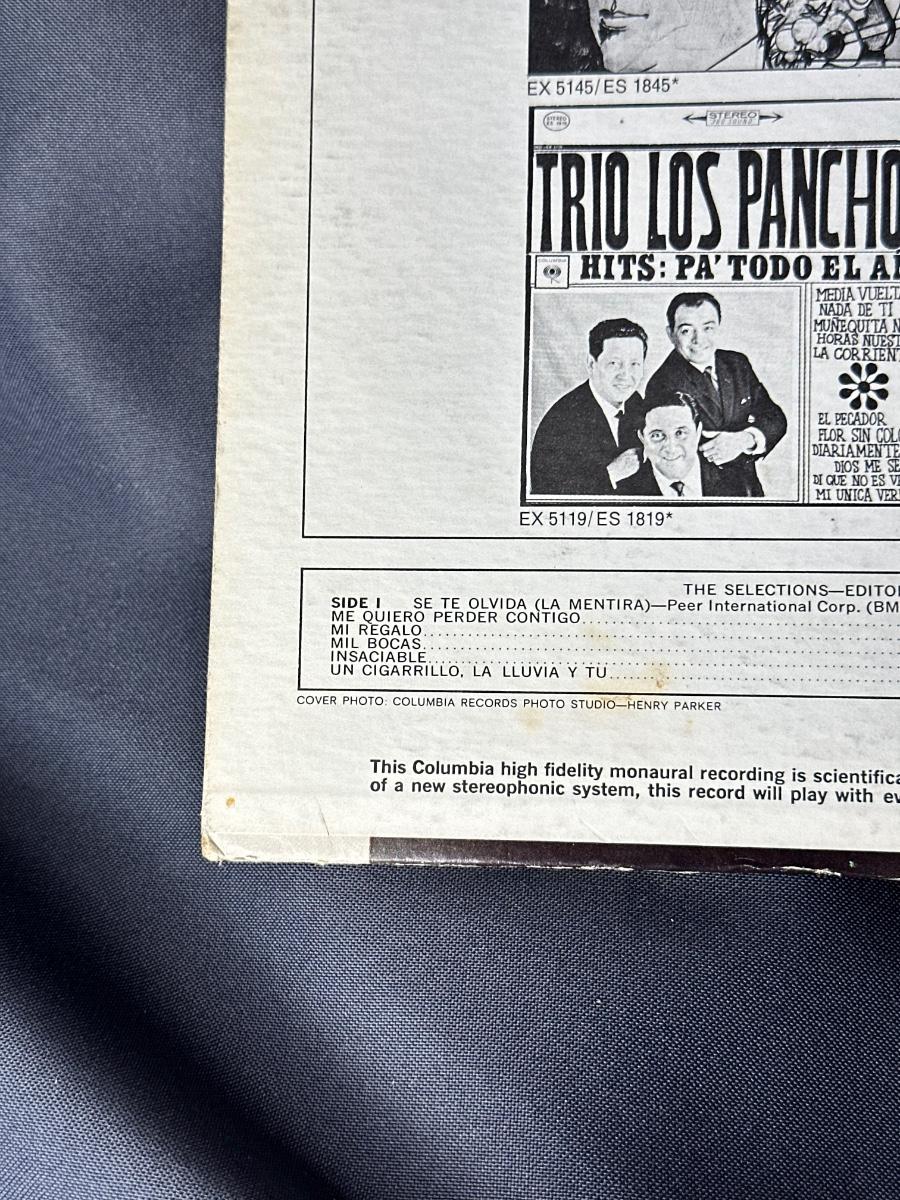 EX 5145/ES 1845*
STEREO
STEREO
TRIO LOS PANCHO
COLUMBIA
HITS: PA' TODO EL A
MEDIA VUELT
NADA DE TI
MUÑEQUITA N
HORAS NUEST
LA CORRIENT
EL PECADOR
FLOR SIN COLO
DIARIAMENTE
DIOS ME SE
DI QUE NO ES VE
MI UNICA VER
EX 5119/ES 1819*
THE SELECTIONS—EDITOR
SIDE I SE TE OLVIDA (LA MENTIRA)—Peer International Corp. (BM
ME QUIERO PERDER CONTIGO
MI REGALO
MIL BOCAS
INSACIABLE
UN CIGARRILLO, LA LLUVIA Y TU
COVER PHOTO: COLUMBIA RECORDS PHOTO STUDIO—HENRY PARKER
This Columbia high fidelity monaural recording is scientifica
of a new stereophonic system, this record will play with ev